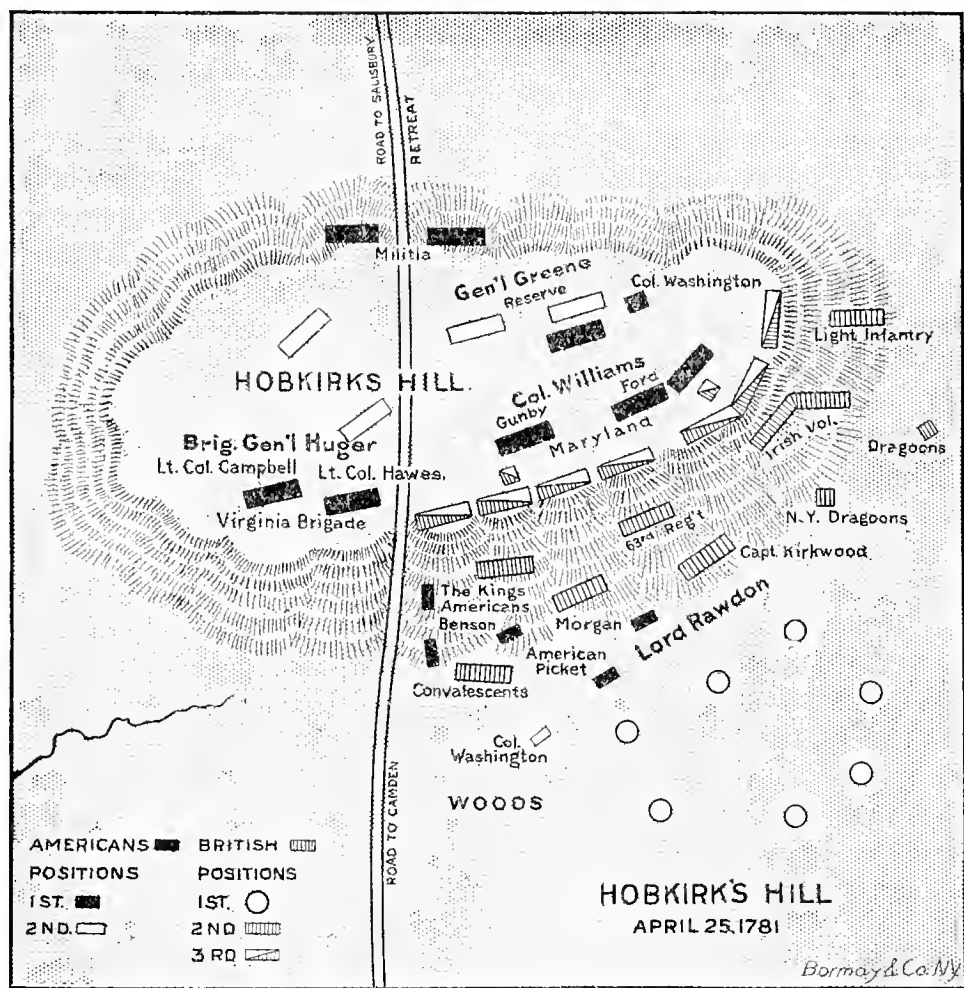 ROAD TO SALISBURY
RETREAT
Militia
Gen'l Greene
Reserve
Col. Washington
Light Infantry
HOBKIRKS HILL.
Col. Williams
Ford
Gunby
Maryland
Brig. Gen'l Huger
Lt. Col. Campbell
Lt. Col. Hawes.
Virginia Brigade
Irish Vol.
Dragoons
N.Y. Dragoons
63rd Reg't
Capt. Kirkwood
The Kings
Americans
Benson
Morgan
Lord Rawdon
American
Picket
Convalescents
Col.
Washington
WOODS
ROAD TO CAMDEN
AMERICANS BRITISH
POSITIONS POSITIONS
1ST. 1ST.
2ND. 2ND
3RD
HOBKIRK'S HILL
APRIL 25, 1781
Bormay & Co. N.Y.